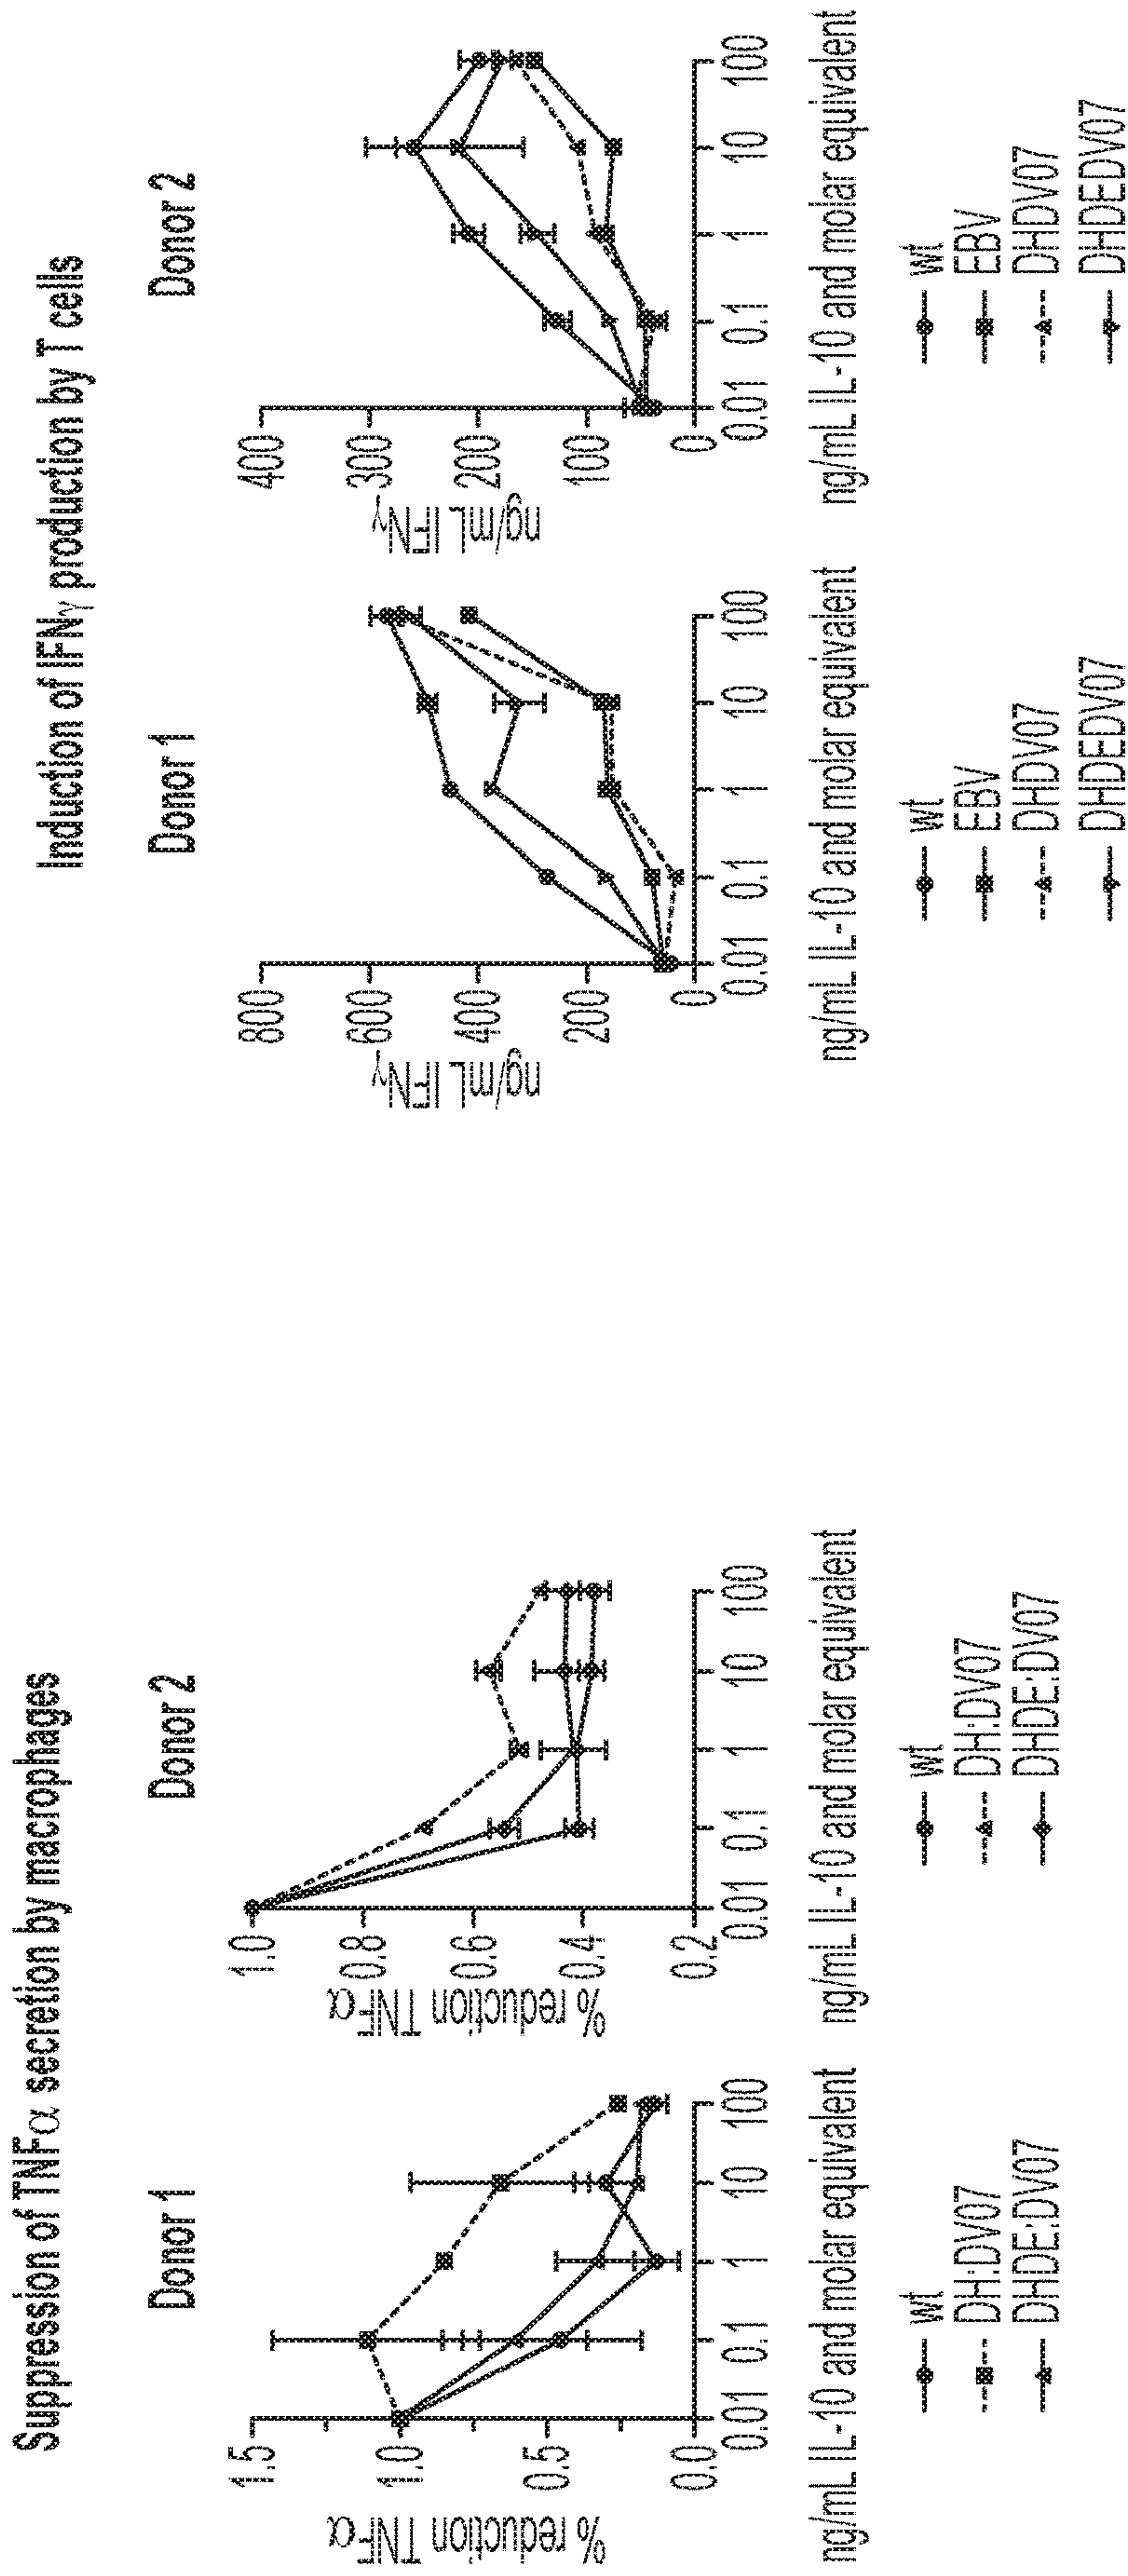 Suppression of TNFα secretion by macrophages
Donor 1
% reduction TNFα
1.5
1.0
0.5
0.0
0.01 0.1 1 10 100
ng/mL IL-10 and molar equivalent
wt
DH:DV07
DHDE:DV07
Donor 2
% reduction TNFα
1.0
0.8
0.6
0.4
0.2
0.01 0.1 1 10 100
ng/mL IL-10 and molar equivalent
wt
DH:DV07
DHDE:DV07
Induction of IFNγ production by T cells
Donor 1
ng/mL IFNγ
800
600
400
200
0
0.01 0.1 1 10 100
ng/mL IL-10 and molar equivalent
wt
EBV
DHDV07
DHDEDV07
Donor 2
ng/mL IFNγ
400
300
200
100
0
0.01 0.1 1 10 100
ng/mL IL-10 and molar equivalent
wt
EBV
DHDV07
DHDEDV07